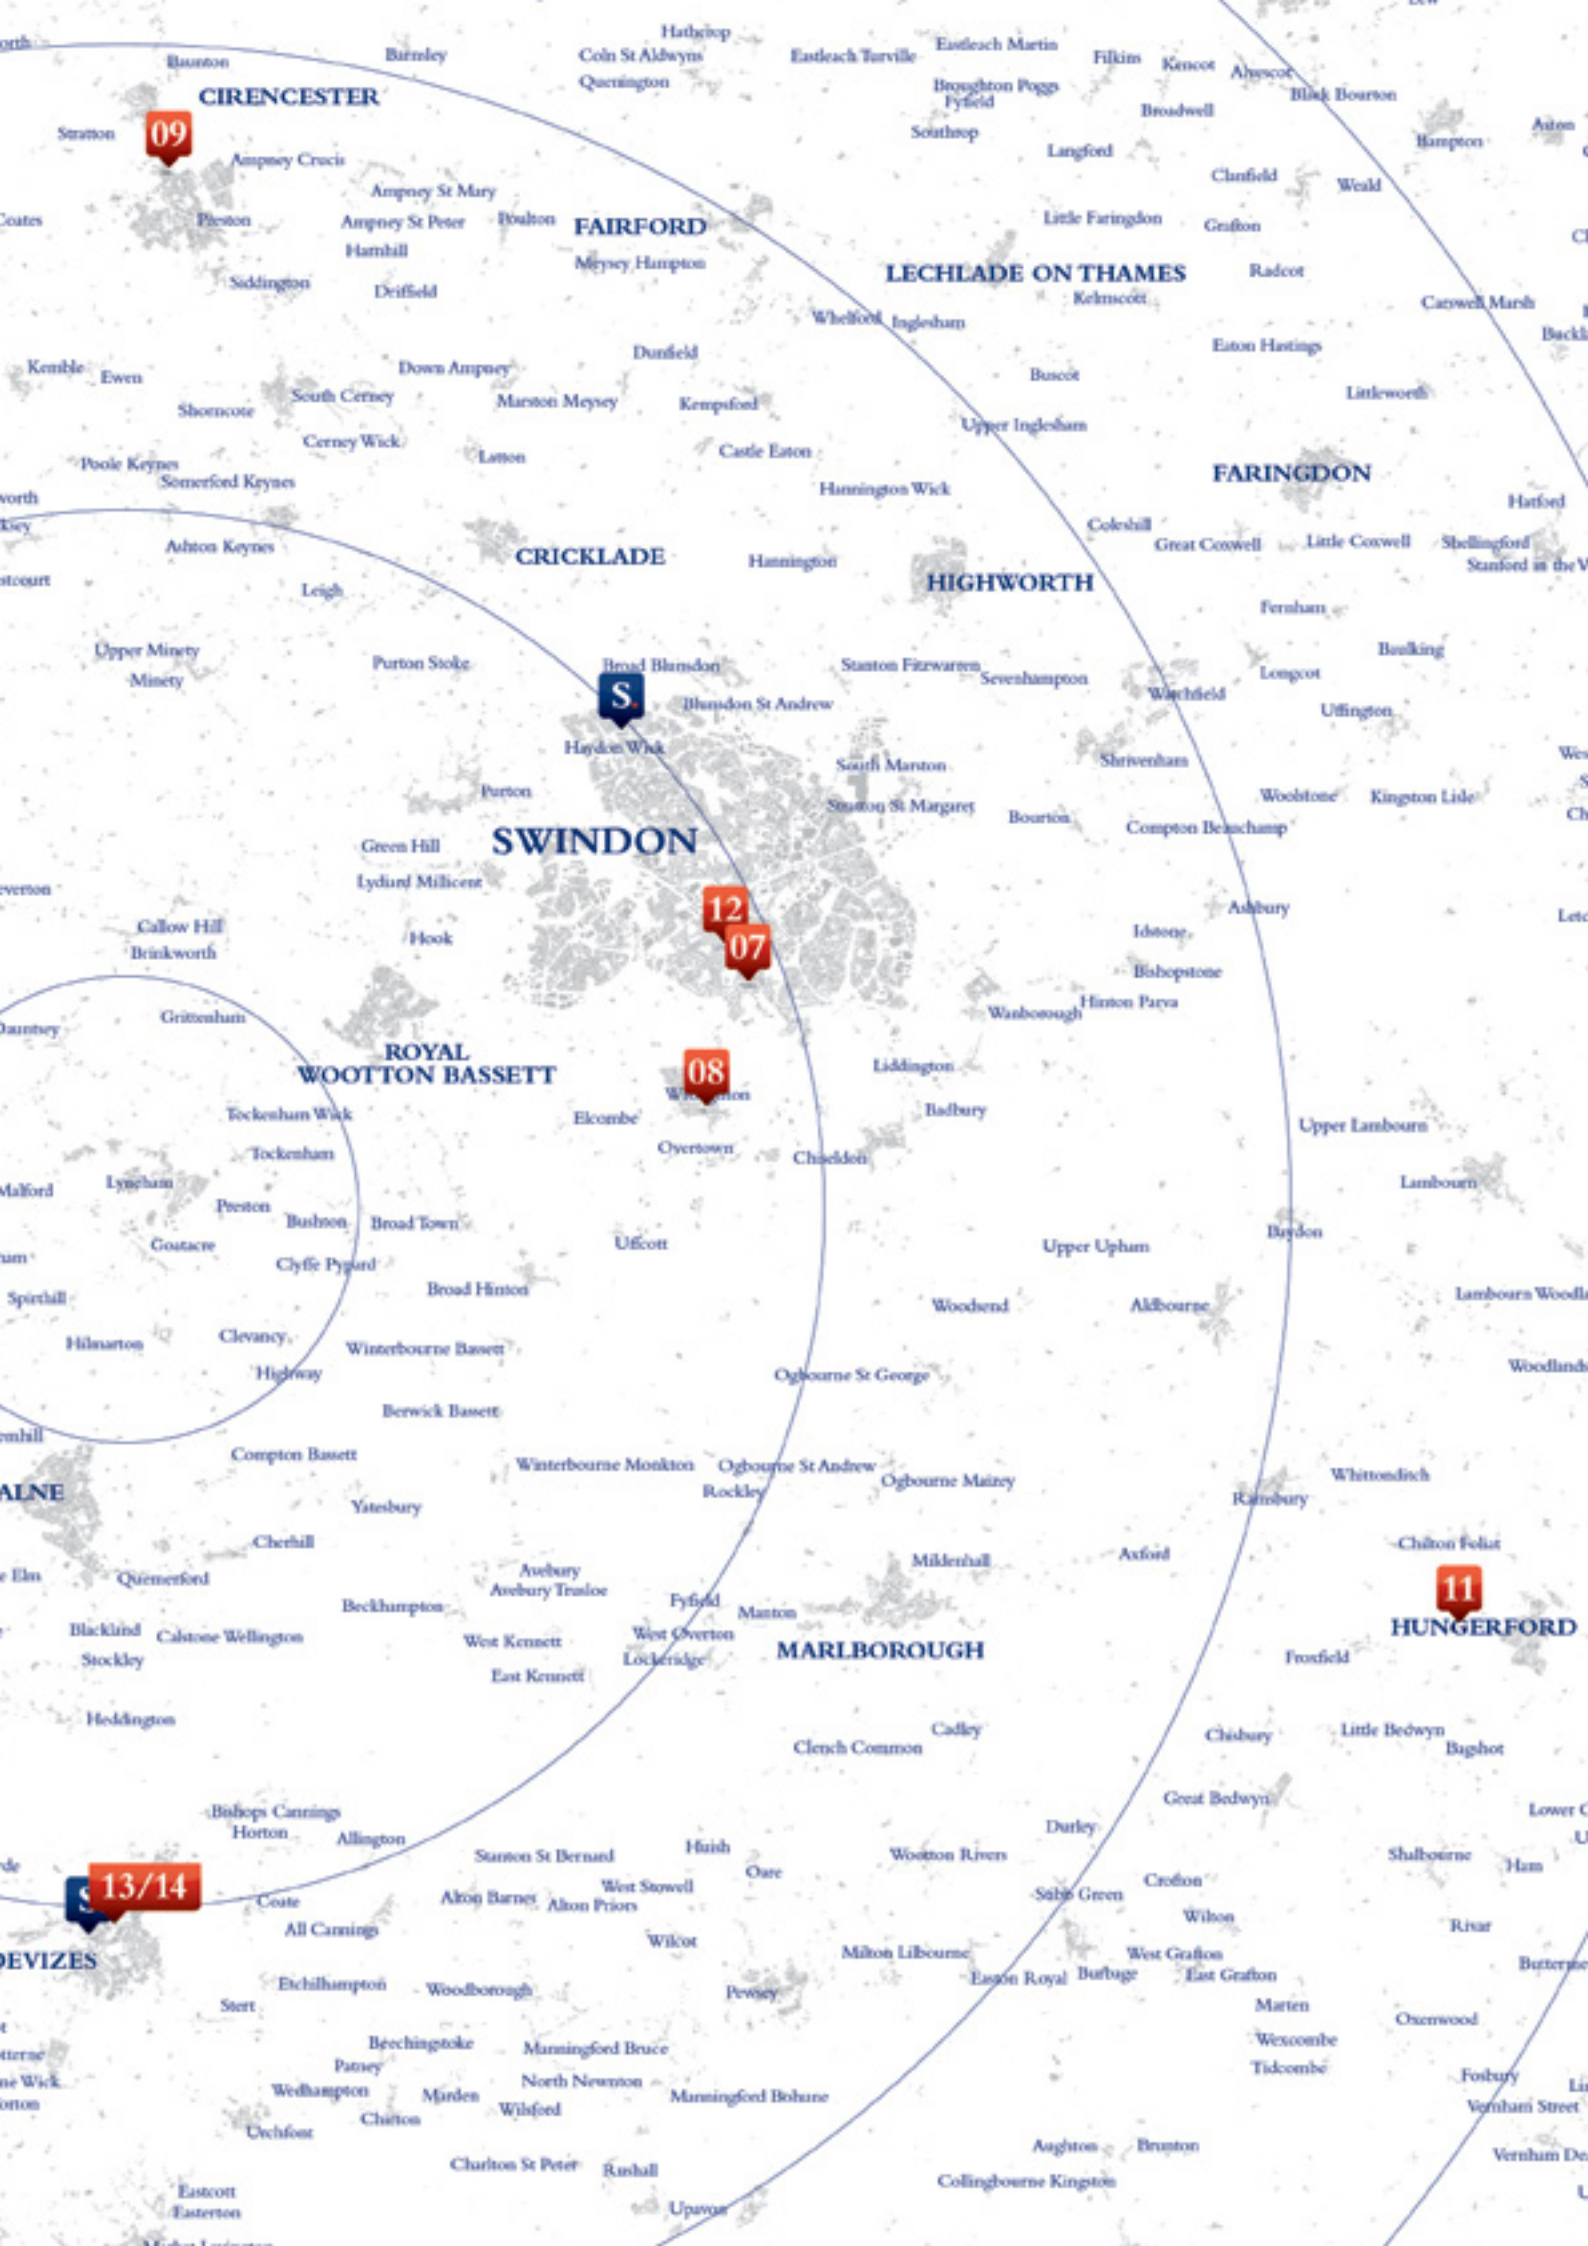 Hatherop
Baunton
Barnsley
Coln St Aldwyns
Eastleach Turville
Eastleach Martin
Filkins
Kencot
Alvescot
Quenington
Broughton Poggs
Fyfield
Black Bourton
CIRENCESTER
Broadwell
Stratton
09
Southrop
Aston
Bampton
Ampney Crucis
Langford
Clanfield
Weald
Ampney St Mary
Coates
Preston
Ampney St Peter
Poulton
FAIRFORD
Little Faringdon
Grafton
Harnhill
Meysey Hampton
LECHLADE ON THAMES
Radcot
Siddington
Driffield
Kelmscott
Carswell Marsh
Whelford
Inglesham
Eaton Hastings
Dunfield
Kemble
Ewen
Down Ampney
Buscot
Littleworth
Shorncote
South Cerney
Marston Meysey
Kempsford
Upper Inglesham
Cerney Wick
Latton
Castle Eaton
Poole Keynes
Somerford Keynes
FARINGDON
Hannington Wick
Hatford
Ashton Keynes
CRICKLADE
Hannington
Coleshill
Great Coxwell
Little Coxwell
Shellingford
Stanford in the V
Leigh
HIGHWORTH
Fernham
Upper Minety
Minety
Purton Stoke
Broad Blunsdon
Stanton Fitzwarren
Sevenhampton
Baulking
Longcot
S.
Blunsdon St Andrew
Watchfield
Uffington
Haydon Wick
South Marston
Shrivenham
Purton
Stratton St Margaret
Bourton
Woolstone
Kingston Lisle
Compton Beauchamp
SWINDON
Green Hill
Lydiard Millicent
12
Ashbury
Callow Hill
Brinkworth
Hook
07
Idstone
Bishopstone
Hinton Parva
Wanborough
Dauntsey
Grittenham
ROYAL
WOOTTON BASSETT
08
Liddington
Tockenham Wick
Elcombe
Badbury
Upper Lambourn
Tockenham
Overtown
Chiseldon
Malford
Lyneham
Lambourn
Preston
Bushton
Broad Town
Goatacre
Uffcott
Upper Upham
Baydon
Clyffe Pypard
Spirthill
Broad Hinton
Woodsend
Aldbourne
Lambourn Woodla
Hilmarton
Clevancy
Winterbourne Bassett
Highway
Ogbourne St George
Woodlands
Berwick Bassett
Compton Bassett
Winterbourne Monkton
Ogbourne St Andrew
Ogbourne Maizey
Whittonditch
ALNE
Rockley
Ramsbury
Yatesbury
Cherhill
Mildenhall
Axford
Chilton Foliat
e Elm
Quemerford
Avebury
Avebury Trusloe
11
Beckhampton
Fyfield
Manton
Blackland
Calstone Wellington
West Kennett
West Overton
MARLBOROUGH
HUNGERFORD
Stockley
East Kennett
Lockeridge
Froxfield
Heddington
Clench Common
Cadley
Chisbury
Little Bedwyn
Bagshot
Great Bedwyn
Bishops Cannings
Horton
Allington
Durley
Lower C
Stanton St Bernard
Huish
Wootton Rivers
Shalbourne
Ham
S
13/14
Oare
Coate
Alton Barnes
West Stowell
Alton Priors
Stibb Green
Crofton
All Cannings
Wilton
Rivar
DEVIZES
Wilcot
Milton Lilbourne
West Grafton
Butterme
Etchilhampton
Woodborough
Pewsey
Easton Royal
Burbage
East Grafton
Stert
Marten
Oxenwood
Beechingstoke
Manningford Bruce
Wexcombe
Patney
Tidcombe
Wedhampton
Marden
North Newnton
Manningford Bohune
Fosbury
Chirton
Wilsford
Vernham Street
Urchfont
Aughton
Brunton
Vernham De
Charlton St Peter
Rushall
Collingbourne Kingston
Eastcott
Easterton
Upavon